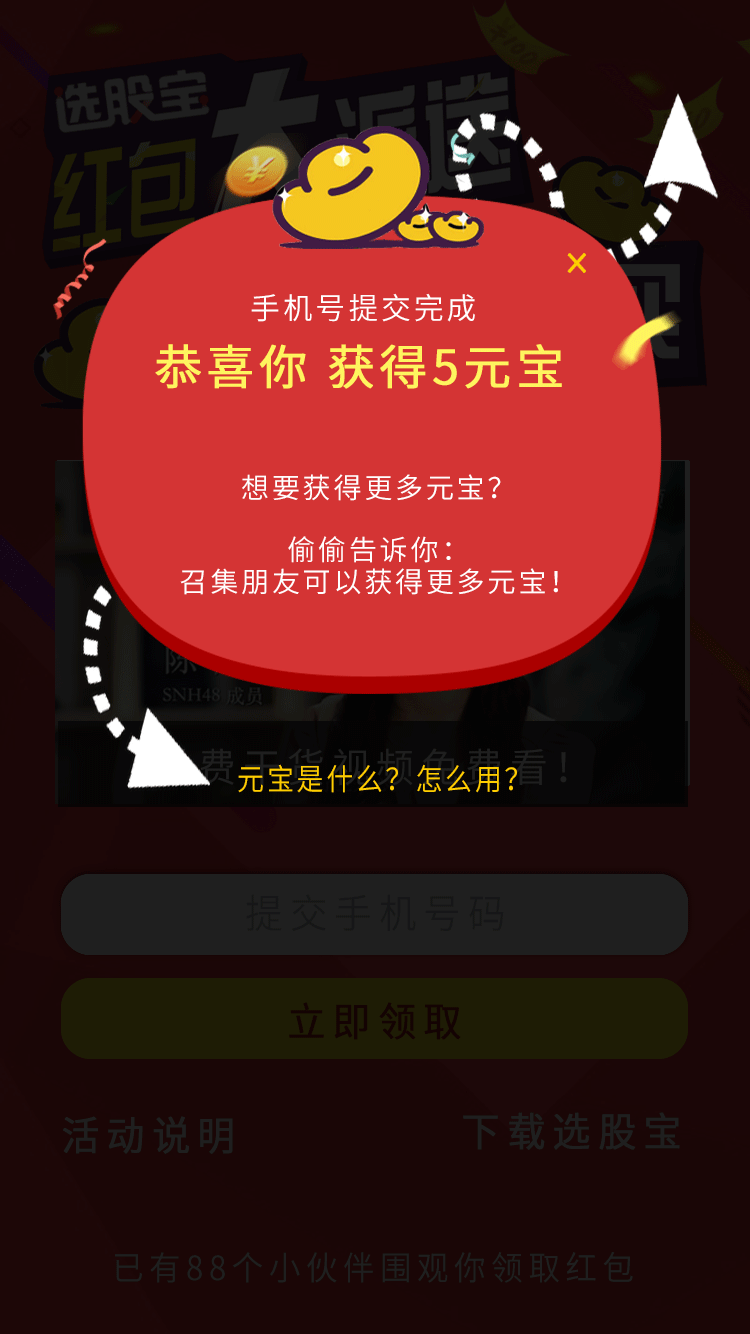 ¥100
选股宝
红包大派送
¥
×
手机号提交完成
恭喜你 获得5元宝
想要获得更多元宝？
偷偷告诉你：
召集朋友可以获得更多元宝！
陈
SNH48 成员
费干货视频免费看！
元宝是什么？怎么用？
提交手机号码
立即领取
活动说明
下载选股宝
已有88个小伙伴围观你领取红包